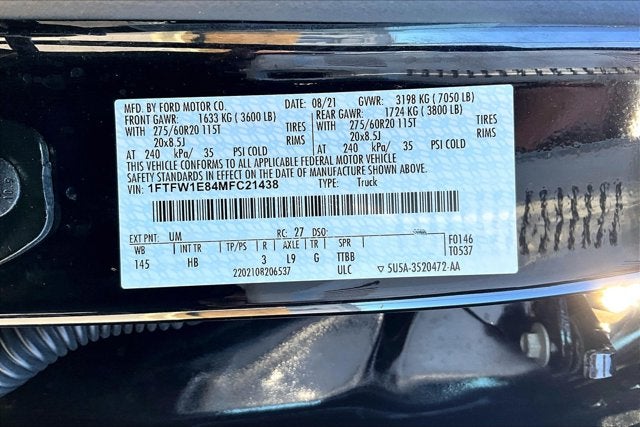 MFD. BY FORD MOTOR CO. DATE: 08/21 GVWR: 3198 KG (7050 LB)
FRONT GAWR: 1633 KG (3600 LB) REAR GAWR: 1724 KG (3800 LB)
WITH 275/60R20 115T TIRES WITH 275/60R20 115T TIRES
20x8.5J RIMS 20x8.5J RIMS
AT 240 kPa/ 35 PSI COLD AT 240 kPa/ 35 PSI COLD
THIS VEHICLE CONFORMS TO ALL APPLICABLE FEDERAL MOTOR VEHICLE
SAFETY AND THEFT PREVENTION STANDARDS IN EFFECT ON THE DATE OF MANUFACTURE SHOWN ABOVE.
VIN: 1FTFW1E84MFC21438 TYPE: Truck
EXT PNT: UM RC: 27 DSO: F0146
WB INT TR TP/PS R AXLE TR SPR T0537
145 HB 3 L9 G TTBB
2202108206537 ULC 5U5A-3520472-AA